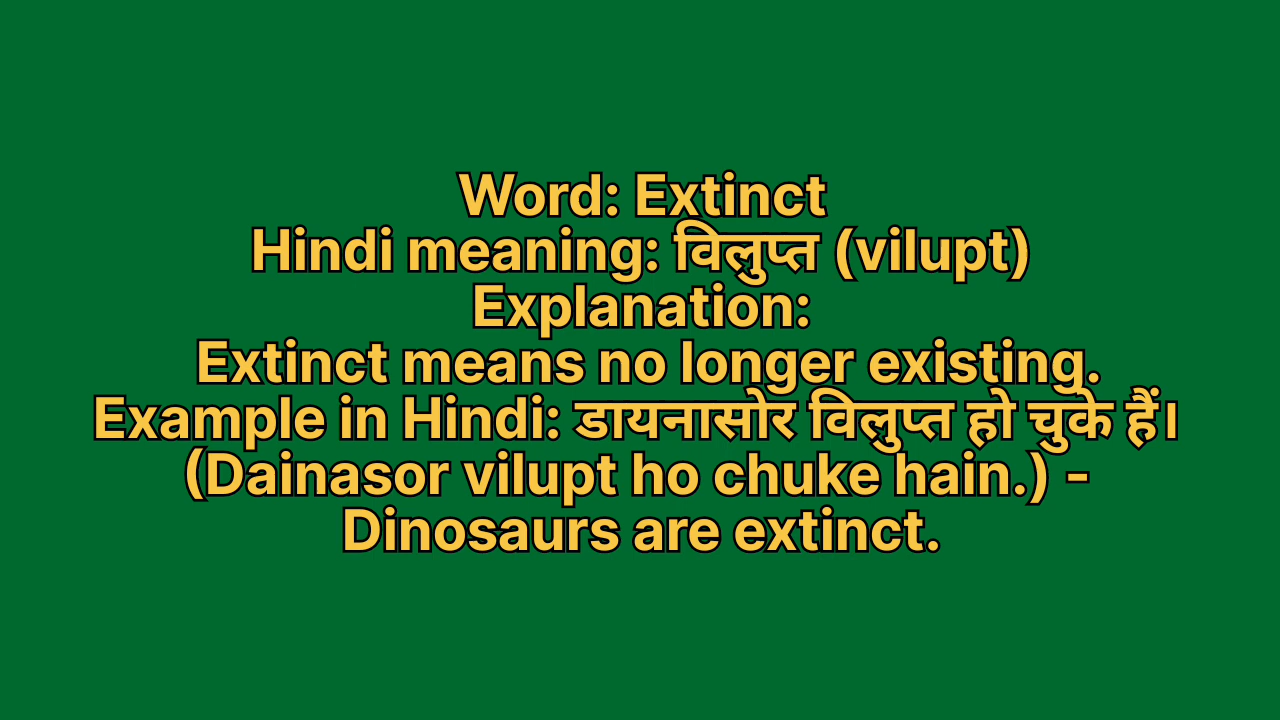 Word: Extinct
Hindi meaning: विलुप्त (vilupt)
Explanation:
Extinct means no longer existing.
Example in Hindi: डायनासोर विलुप्त हो चुके हैं।
(Dainasor vilupt ho chuke hain.) -
Dinosaurs are extinct.